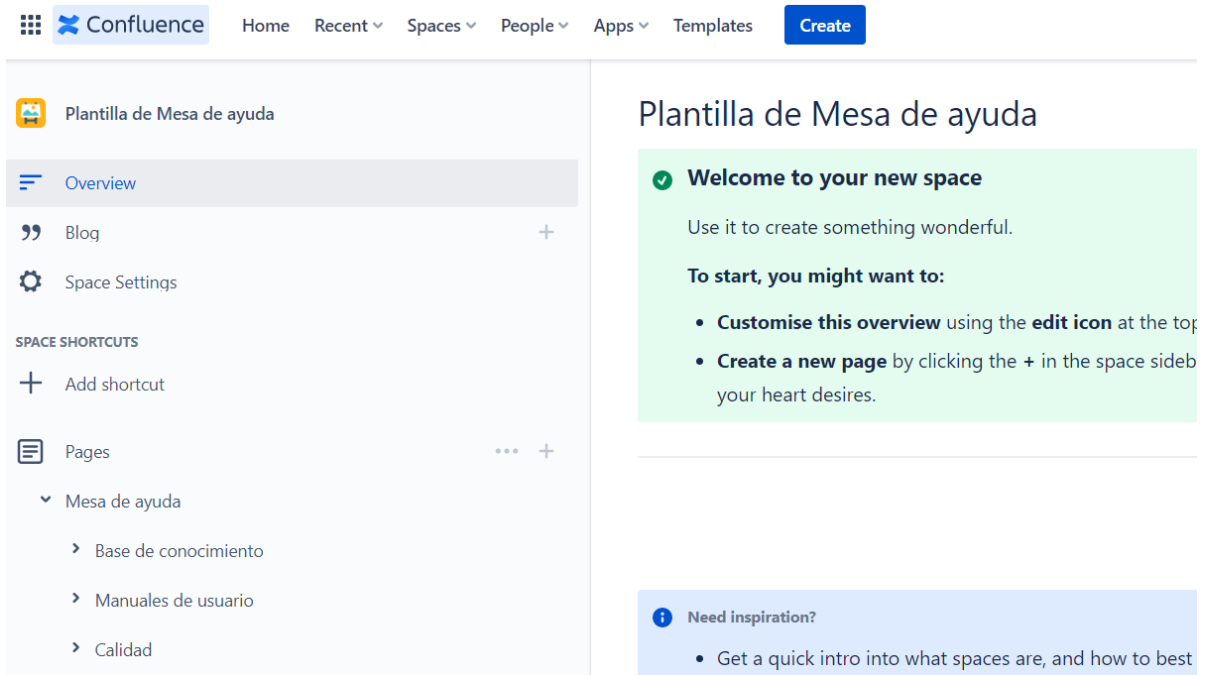 Confluence Home Recent Spaces People Apps Templates Create
Plantilla de Mesa de ayuda
Overview
Blog
Space Settings
SPACE SHORTCUTS
Add shortcut
Pages
Mesa de ayuda
Base de conocimiento
Manuales de usuario
Calidad
Plantilla de Mesa de ayuda
Welcome to your new space
Use it to create something wonderful.
To start, you might want to:
• Customise this overview using the edit icon at the top
• Create a new page by clicking the + in the space sideb
your heart desires.
Need inspiration?
• Get a quick intro into what spaces are, and how to best